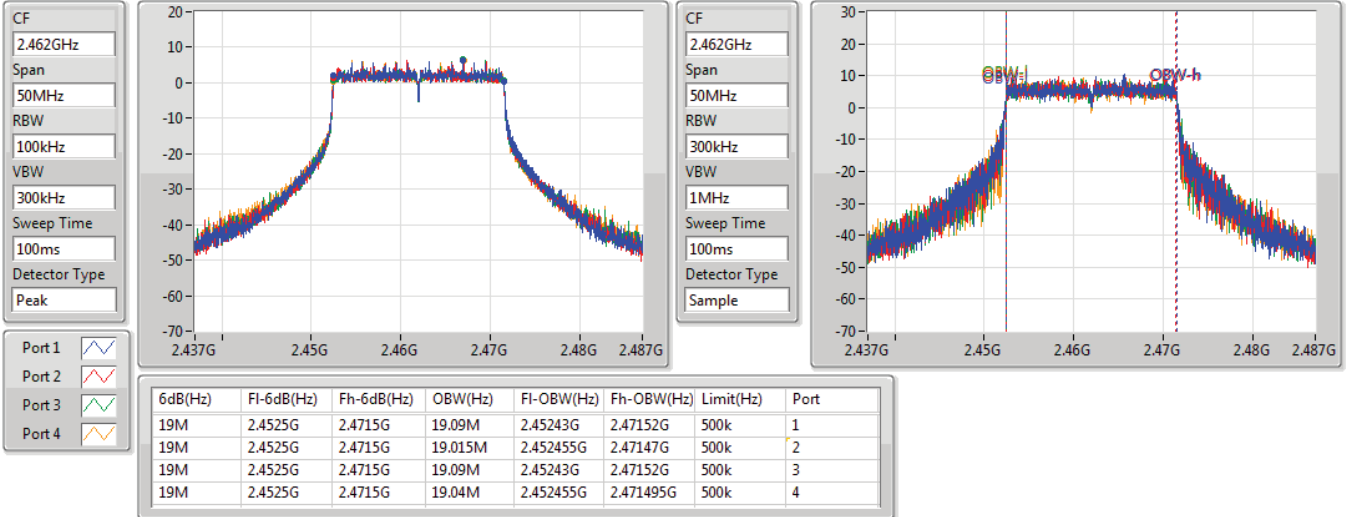 CF
2.462GHz
Span
50MHz
RBW
100kHz
VBW
300kHz
Sweep Time
100ms
Detector Type
Peak
20
10
0
-10
-20
-30
-40
-50
-60
-70
2.437G 2.45G 2.46G 2.47G 2.48G 2.487G
CF
2.462GHz
Span
50MHz
RBW
300kHz
VBW
1MHz
Sweep Time
100ms
Detector Type
Sample
30
20
10
0
-10
-20
-30
-40
-50
-60
-70
OBW-h
2.437G 2.45G 2.46G 2.47G 2.48G 2.487G
Port 1
Port 2
Port 3
Port 4
6dB(Hz) Fl-6dB(Hz) Fh-6dB(Hz) OBW(Hz) Fl-OBW(Hz) Fh-OBW(Hz) Limit(Hz) Port
19M 2.4525G 2.4715G 19.09M 2.45243G 2.47152G 500k 1
19M 2.4525G 2.4715G 19.015M 2.452455G 2.47147G 500k 2
19M 2.4525G 2.4715G 19.09M 2.45243G 2.47152G 500k 3
19M 2.4525G 2.4715G 19.04M 2.452455G 2.471495G 500k 4